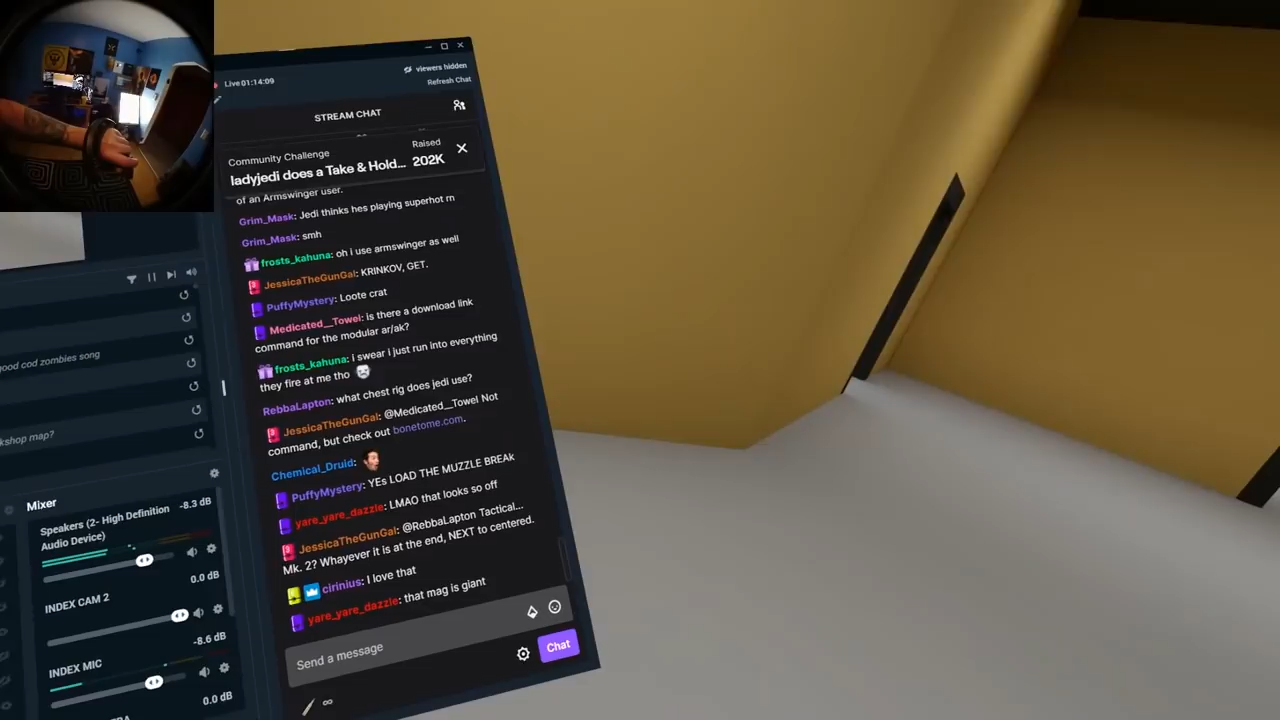 Live 01:14:09
viewers hidden
Refresh Chat
STREAM CHAT
Community Challenge
Raised
ladyjedi does a Take & Hold...
202K
of an Armswinger user.
Grim_Mask: Jedi thinks hes playing superhot rn
Grim_Mask: smh
frosts_kahuna: oh i use armswinger as well
JessicaTheGunGal: KRINKOV, GET.
PuffyMystery: Loote crat
Medicated__Towel: is there a download link
command for the modular ar/ak?
frosts_kahuna: i swear i just run into everything
they fire at me tho
RebbaLapton: what chest rig does jedi use?
JessicaTheGunGal: @Medicated__Towel Not
command, but check out bonetome.com.
Chemical_Druid:
PuffyMystery: YEs LOAD THE MUZZLE BREAK
yare_yare_dazzle: LMAO that looks so off
JessicaTheGunGal: @RebbaLapton Tactical...
Mk. 2? Whayever it is at the end, NEXT to centered.
cirinius: I love that
yare_yare_dazzle: that mag is giant
Send a message
Chat
good cod zombies song
kshop map?
Mixer
Speakers (2- High Definition
Audio Device)
-8.3 dB
INDEX CAM 2
0.0 dB
INDEX MIC
-8.6 dB
0.0 dB